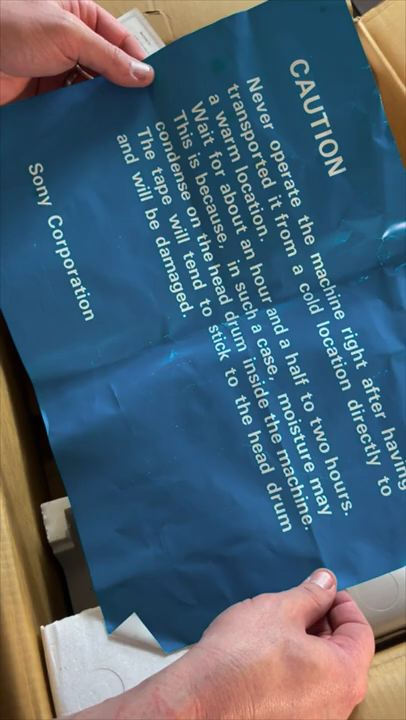 CAUTION
Never operate the machine right after having
transported it from a cold location directly to
a warm location.
Wait for about an hour and a half to two hours.
This is because, in such a case, moisture may
condense on the head drum inside the machine.
The tape will tend to stick to the head drum
and will be damaged.
Sony Corporation